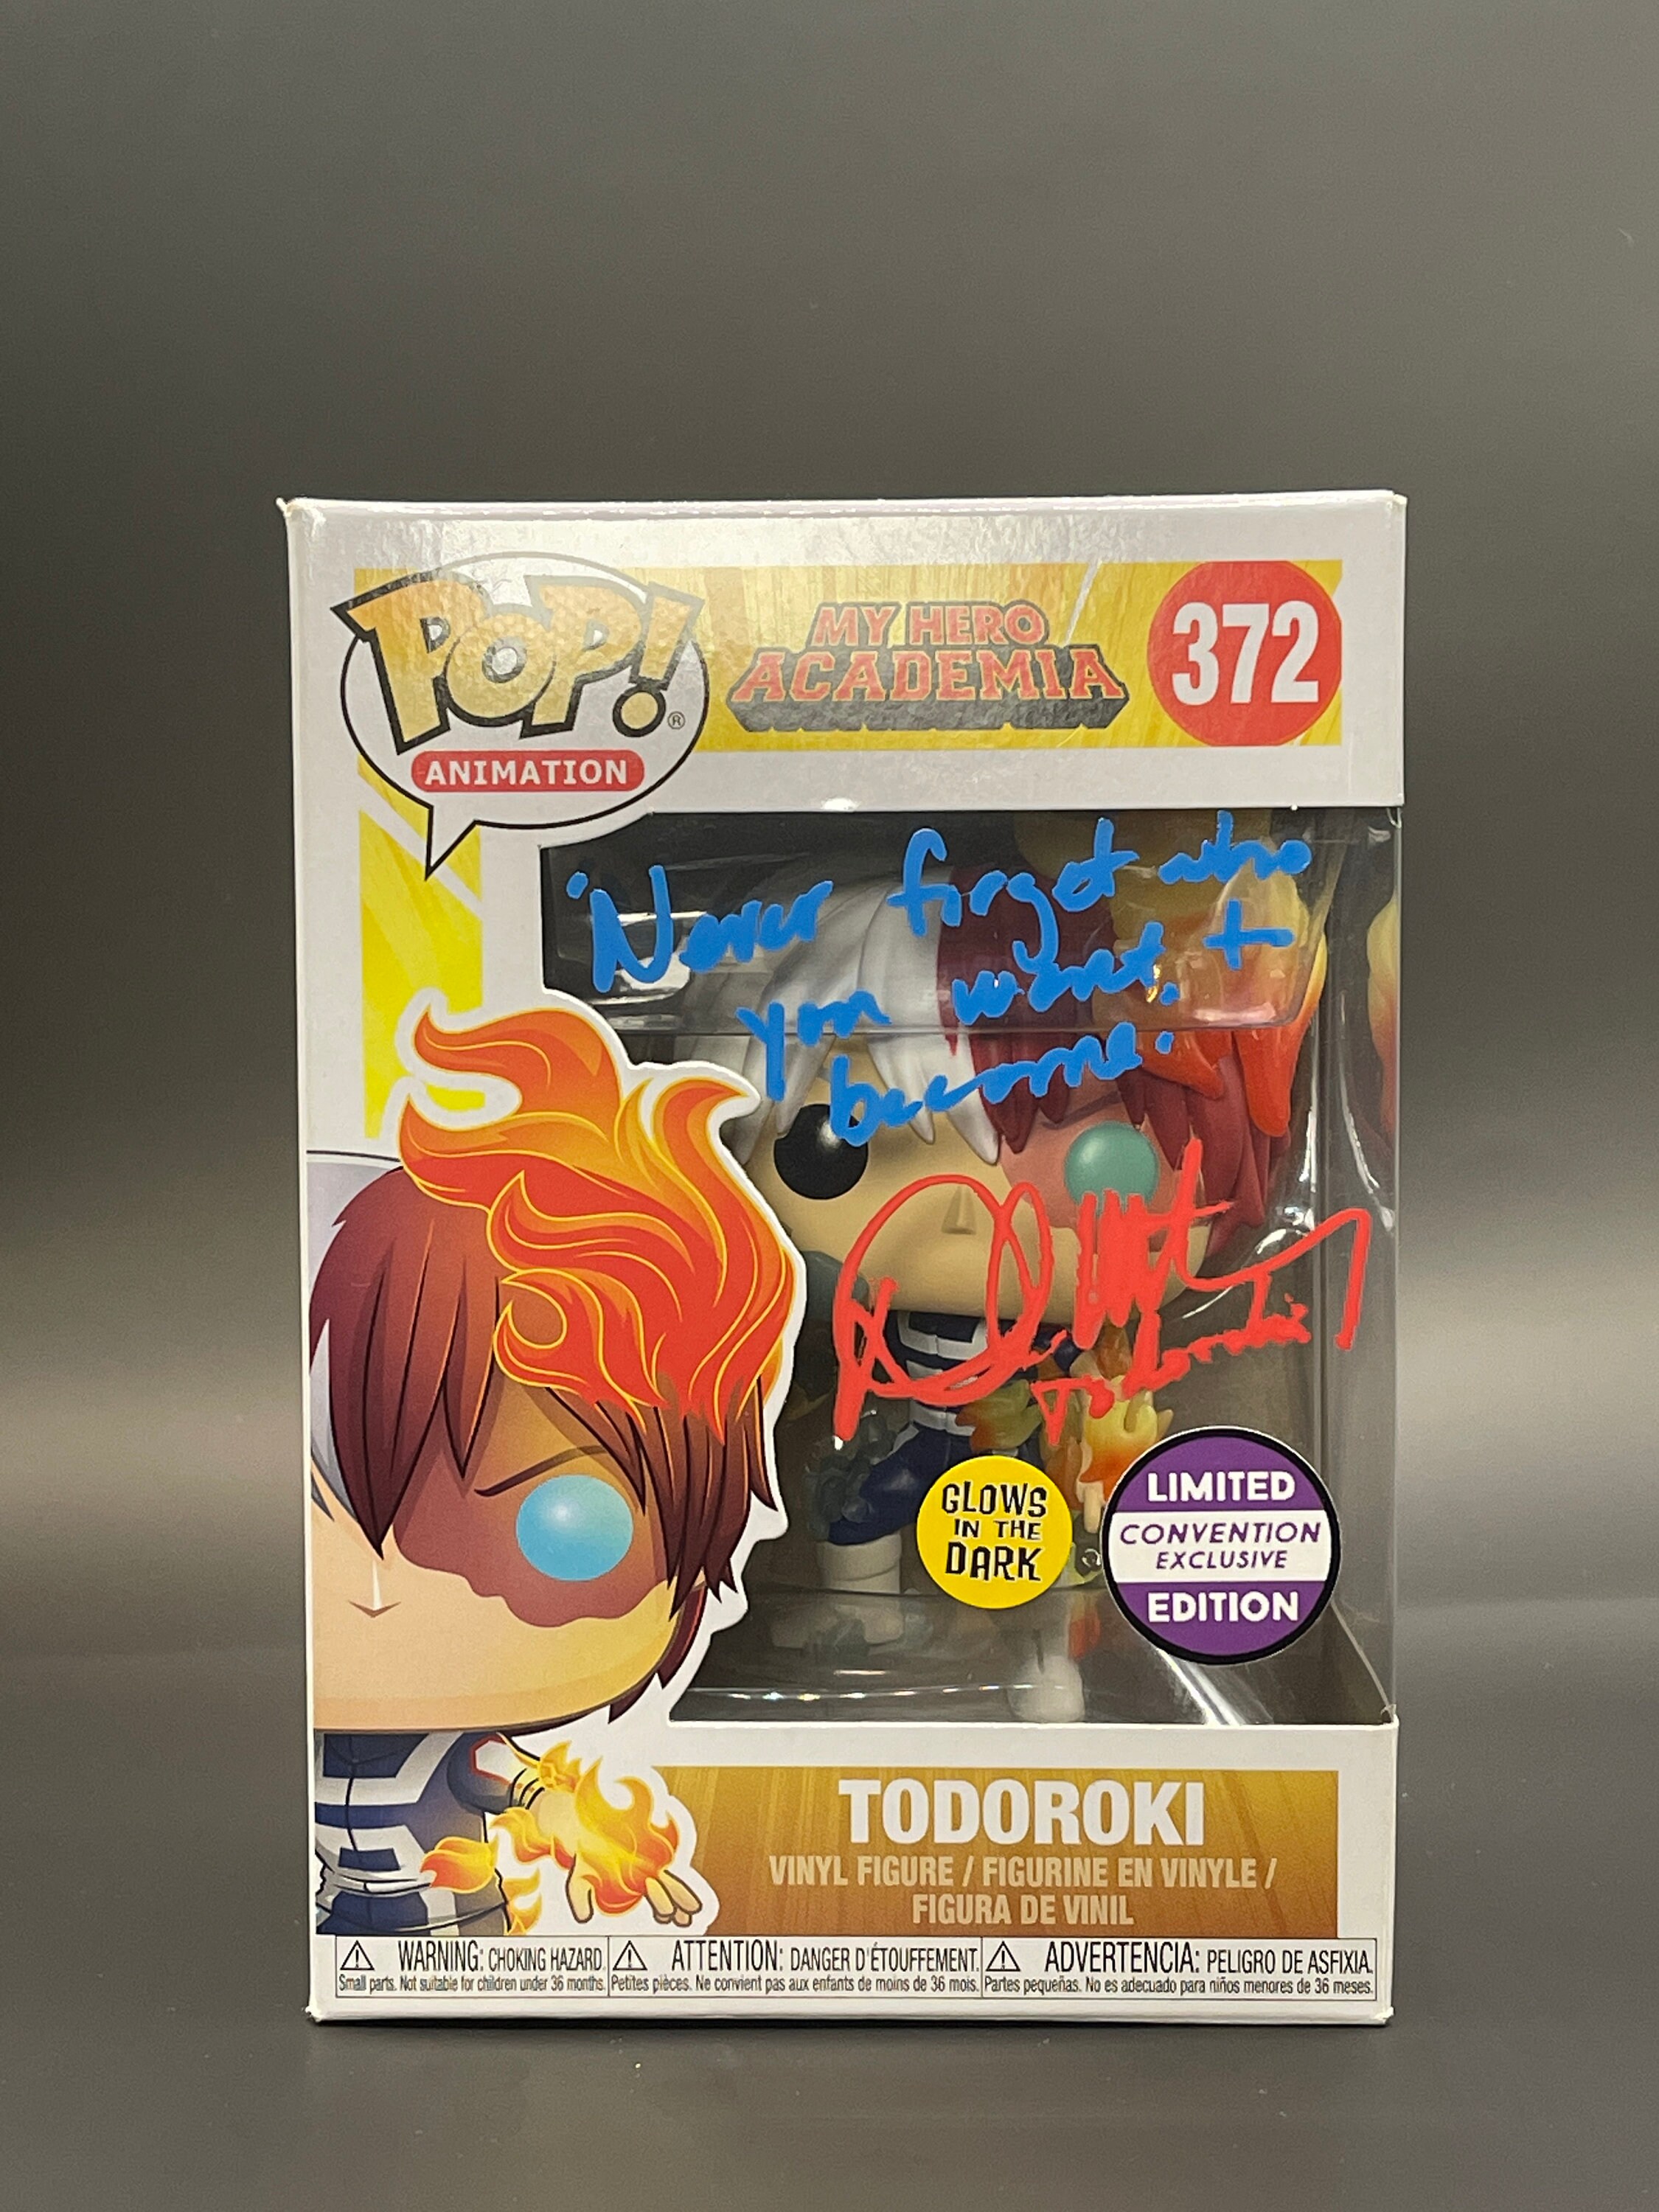 POP!®
ANIMATION
MY HERO
ACADEMIA
372
"Never forget who
you want to
become."
Todoroki
GLOWS
IN THE
DARK
LIMITED
CONVENTION
EXCLUSIVE
EDITION
TODOROKI
VINYL FIGURE / FIGURINE EN VINYLE /
FIGURA DE VINIL
WARNING: CHOKING HAZARD.
Small parts. Not suitable for children under 36 months.
ATTENTION: DANGER D'ÉTOUFFEMENT.
Petites pièces. Ne convient pas aux enfants de moins de 36 mois.
ADVERTENCIA: PELIGRO DE ASFIXIA.
Partes pequeñas. No es adecuado para niños menores de 36 meses.